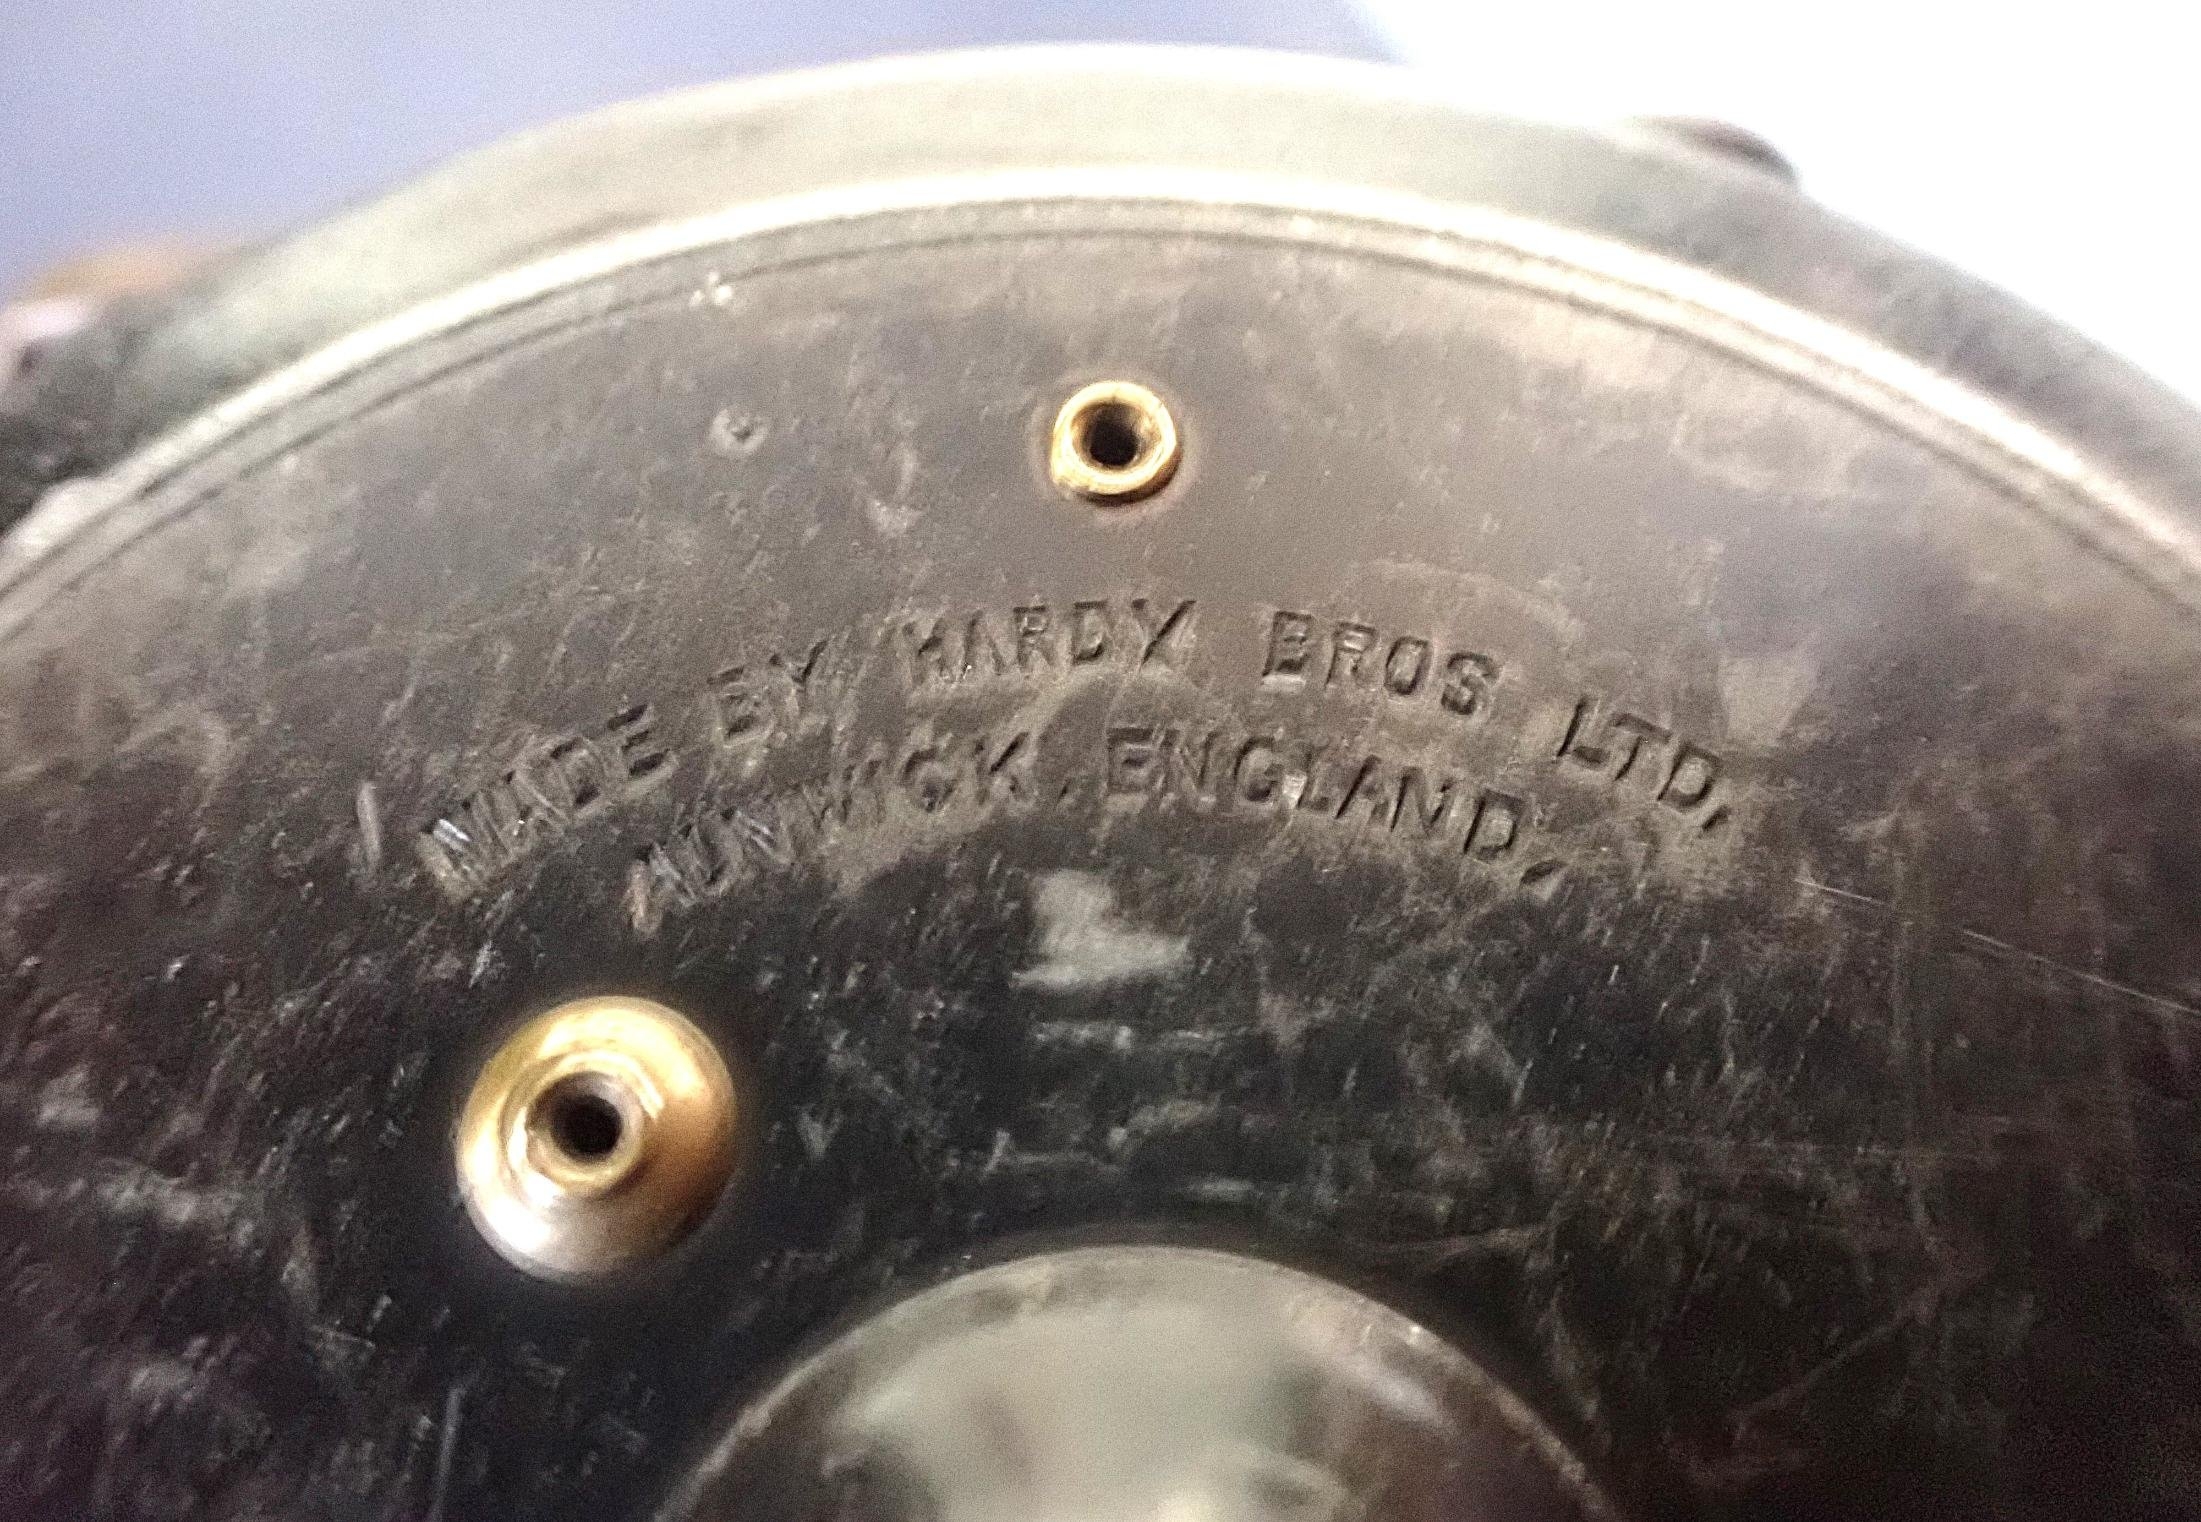 MADE BY HARDY BROS LTD,
ALNWICK, ENGLAND,